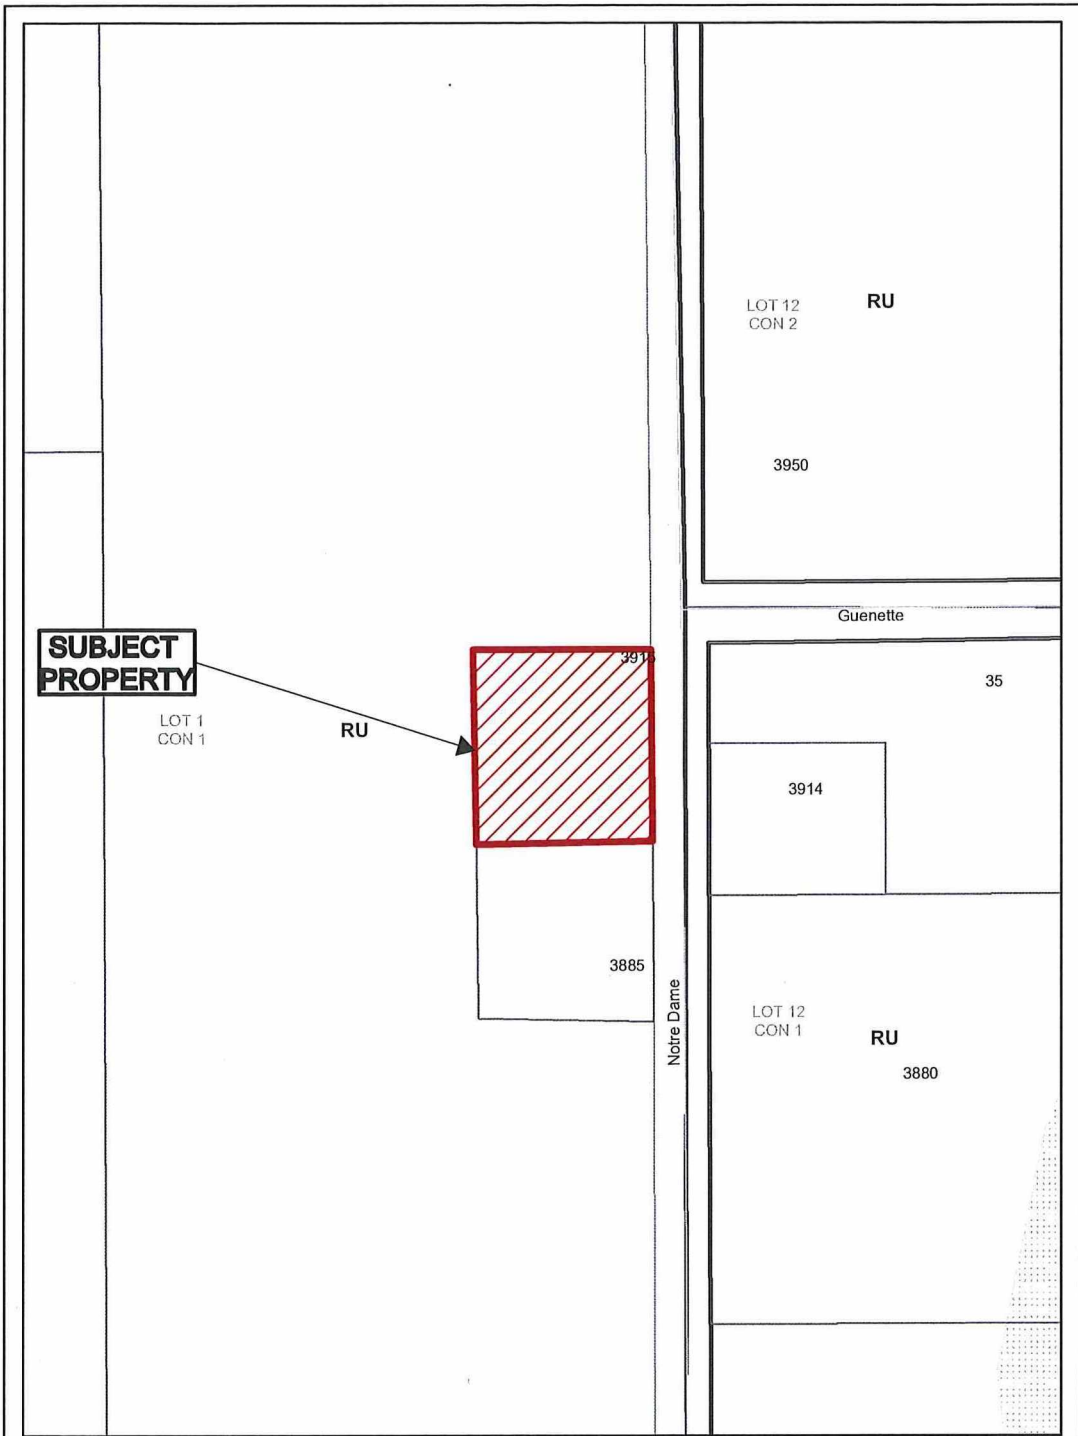 LOT 12
CON 2
RU
3950
Guenette
SUBJECT
PROPERTY
3915
35
LOT 1
CON 1
RU
3914
3885
Notre Dame
LOT 12
CON 1
RU
3880